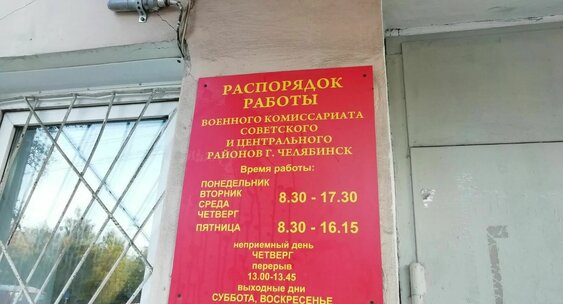 РАСПОРЯДОК
РАБОТЫ
ВОЕННОГО КОМИССАРИАТА
СОВЕТСКОГО
И ЦЕНТРАЛЬНОГО
РАЙОНОВ Г. ЧЕЛЯБИНСК
Время работы:
ПОНЕДЕЛЬНИК
ВТОРНИК
СРЕДА
ЧЕТВЕРГ
8.30 - 17.30
ПЯТНИЦА 8.30 - 16.15
неприемный день
ЧЕТВЕРГ
перерыв
13.00-13.45
выходные дни
СУББОТА, ВОСКРЕСЕНЬЕ